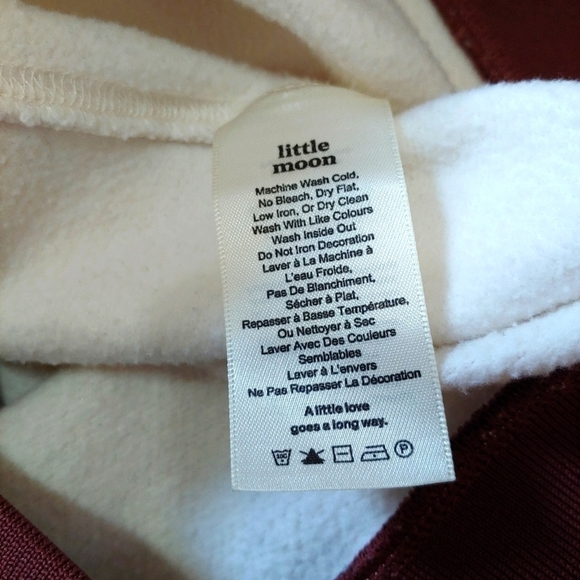 little
moon
Machine Wash Cold,
No Bleach, Dry Flat,
Low Iron, Or Dry Clean
Wash With Like Colours
Wash Inside Out
Do Not Iron Decoration
Laver à La Machine à
L'eau Froide,
Pas De Blanchiment,
Sécher à Plat,
Repasser à Basse Température,
Ou Nettoyer à Sec
Laver Avec Des Couleurs
Semblables
Laver à L'envers
Ne Pas Repasser La Décoration
A little love
goes a long way.
30C P